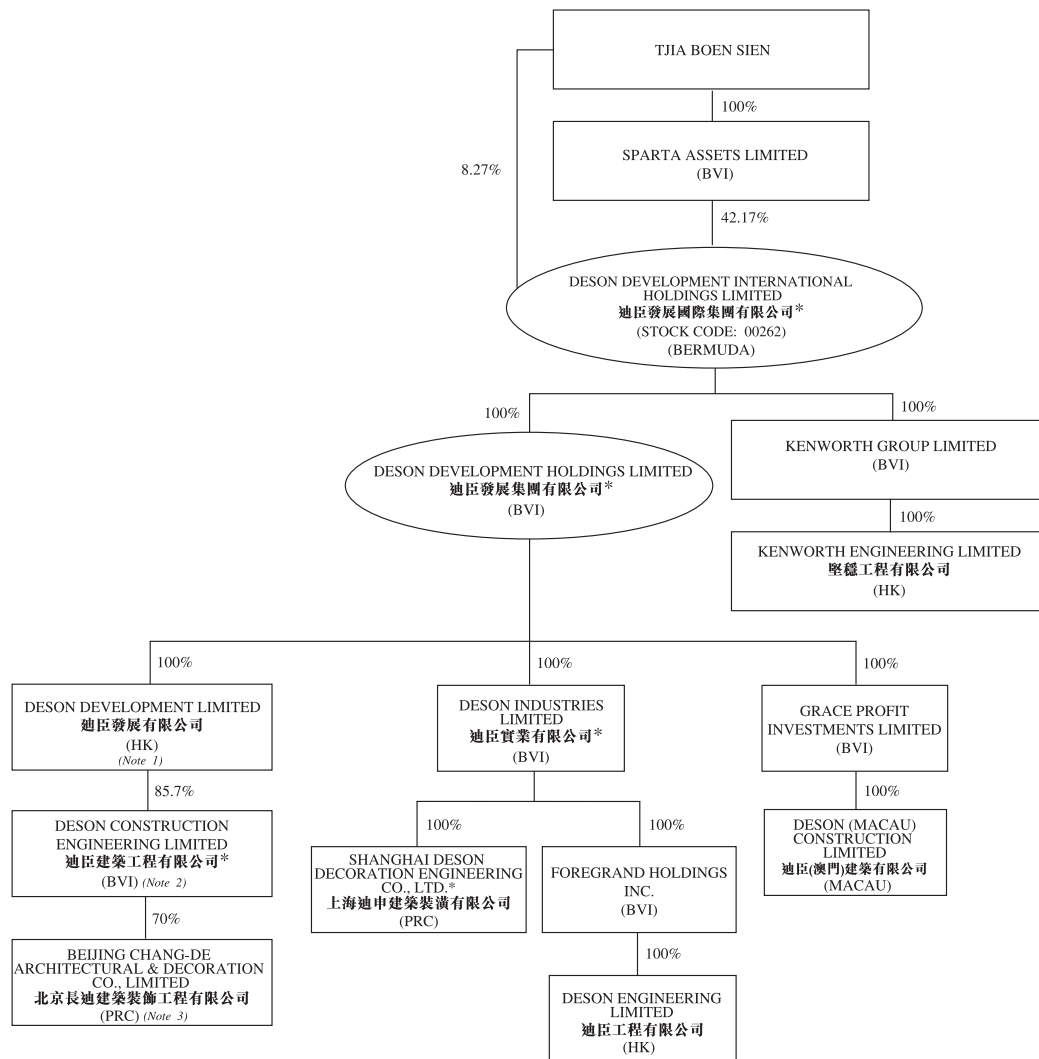 TJIA BOEN SIEN
100%
SPARTA ASSETS LIMITED
(BVI)
8.27%
42.17%
DESON DEVELOPMENT INTERNATIONAL
HOLDINGS LIMITED
迪臣發展國際集團有限公司*
(STOCK CODE: 00262)
(BERMUDA)
100%
100%
DESON DEVELOPMENT HOLDINGS LIMITED
迪臣發展集團有限公司*
(BVI)
KENWORTH GROUP LIMITED
(BVI)
100%
KENWORTH ENGINEERING LIMITED
堅穩工程有限公司
(HK)
100%
100%
100%
DESON DEVELOPMENT LIMITED
迪臣發展有限公司
(HK)
(Note 1)
DESON INDUSTRIES
LIMITED
迪臣實業有限公司*
(BVI)
GRACE PROFIT
INVESTMENTS LIMITED
(BVI)
85.7%
100%
100%
100%
DESON CONSTRUCTION
ENGINEERING LIMITED
迪臣建築工程有限公司*
(BVI) (Note 2)
SHANGHAI DESON
DECORATION ENGINEERING
CO., LTD.*
上海迪申建築裝潢有限公司
(PRC)
FOREGRAND HOLDINGS
INC.
(BVI)
DESON (MACAU)
CONSTRUCTION
LIMITED
迪臣(澳門)建築有限公司
(MACAU)
70%
100%
BEIJING CHANG-DE
ARCHITECTURAL & DECORATION
CO., LIMITED
北京長迪建築裝飾工程有限公司
(PRC) (Note 3)
DESON ENGINEERING
LIMITED
迪臣工程有限公司
(HK)